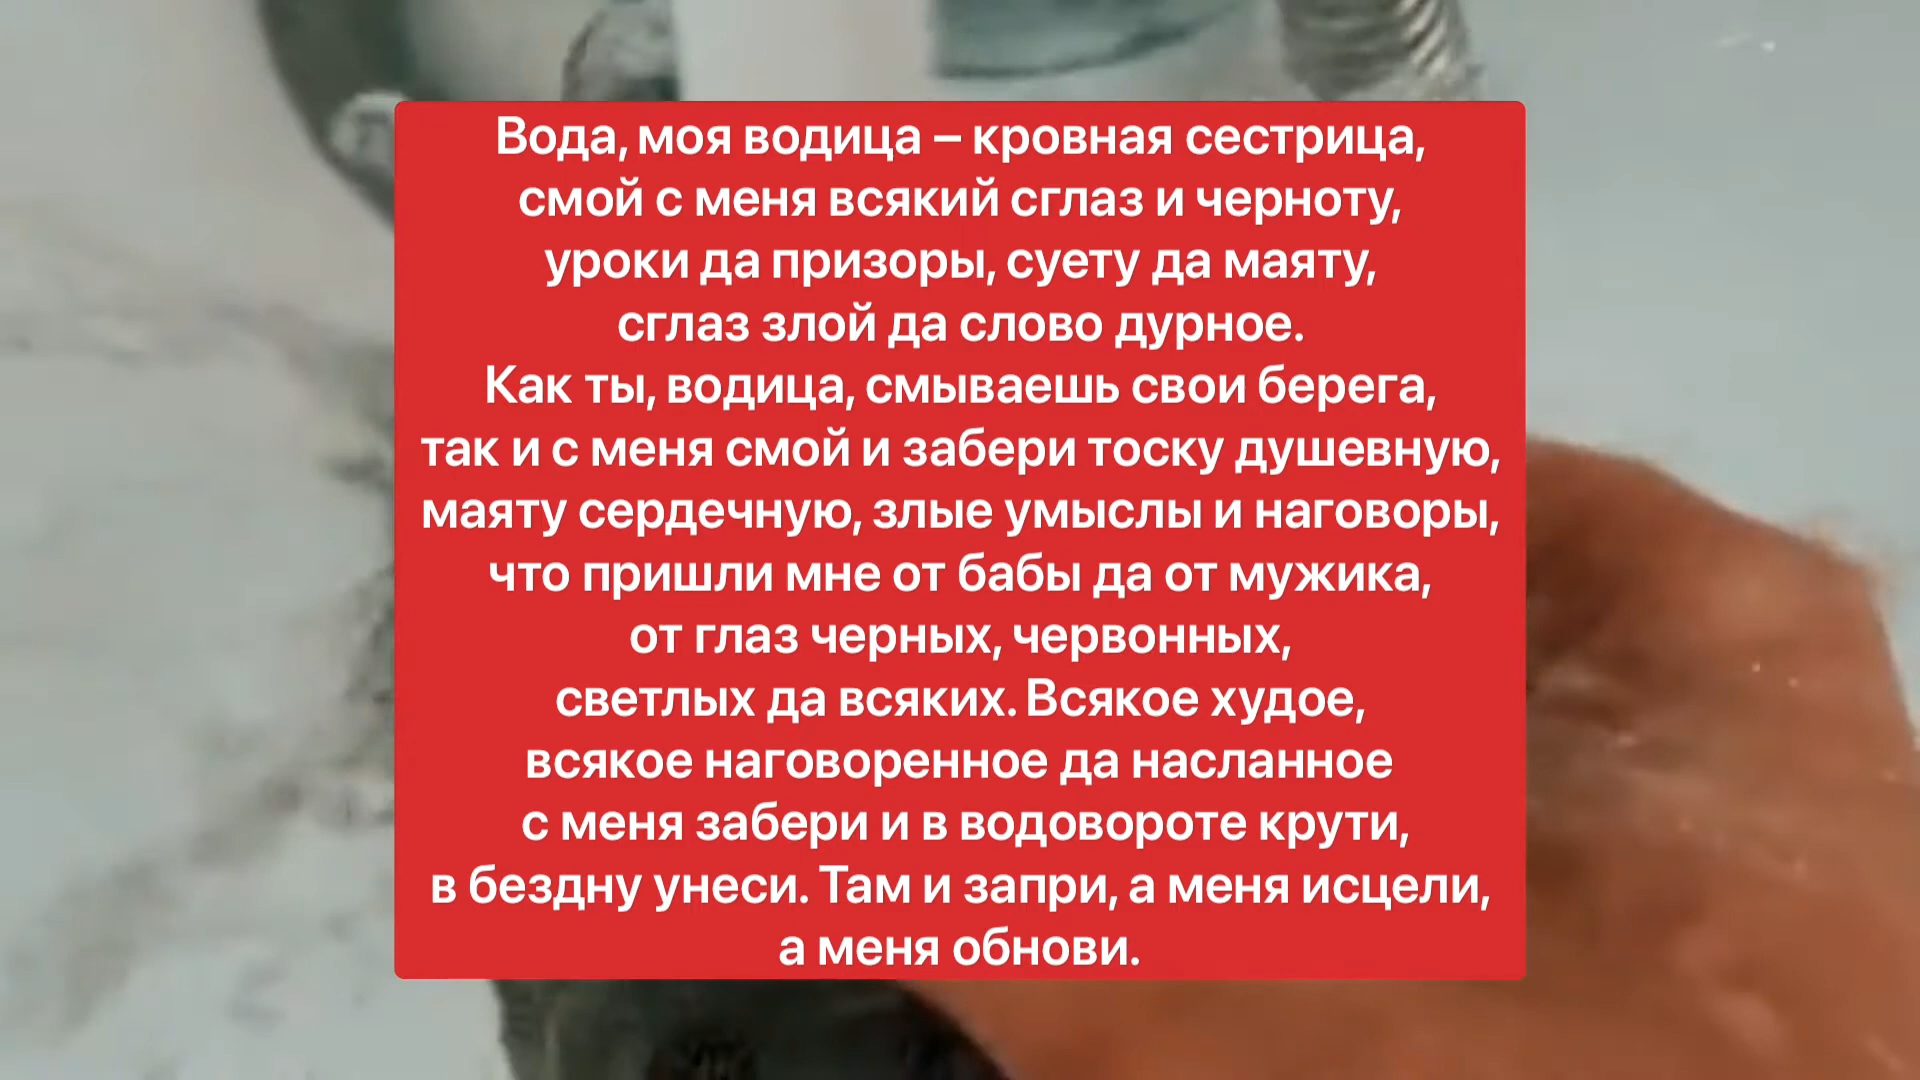 Вода, моя водица – кровная сестрица,
смой с меня всякий сглаз и черноту,
уроки да призоры, суету да маяту,
сглаз злой да слово дурное.
Как ты, водица, смываешь свои берега,
так и с меня смой и забери тоску душевную,
маяту сердечную, злые умыслы и наговоры,
что пришли мне от бабы да от мужика,
от глаз черных, червонных,
светлых да всяких. Всякое худое,
всякое наговоренное да насланное
с меня забери и в водовороте крути,
в бездну унеси. Там и запри, а меня исцели,
а меня обнови.